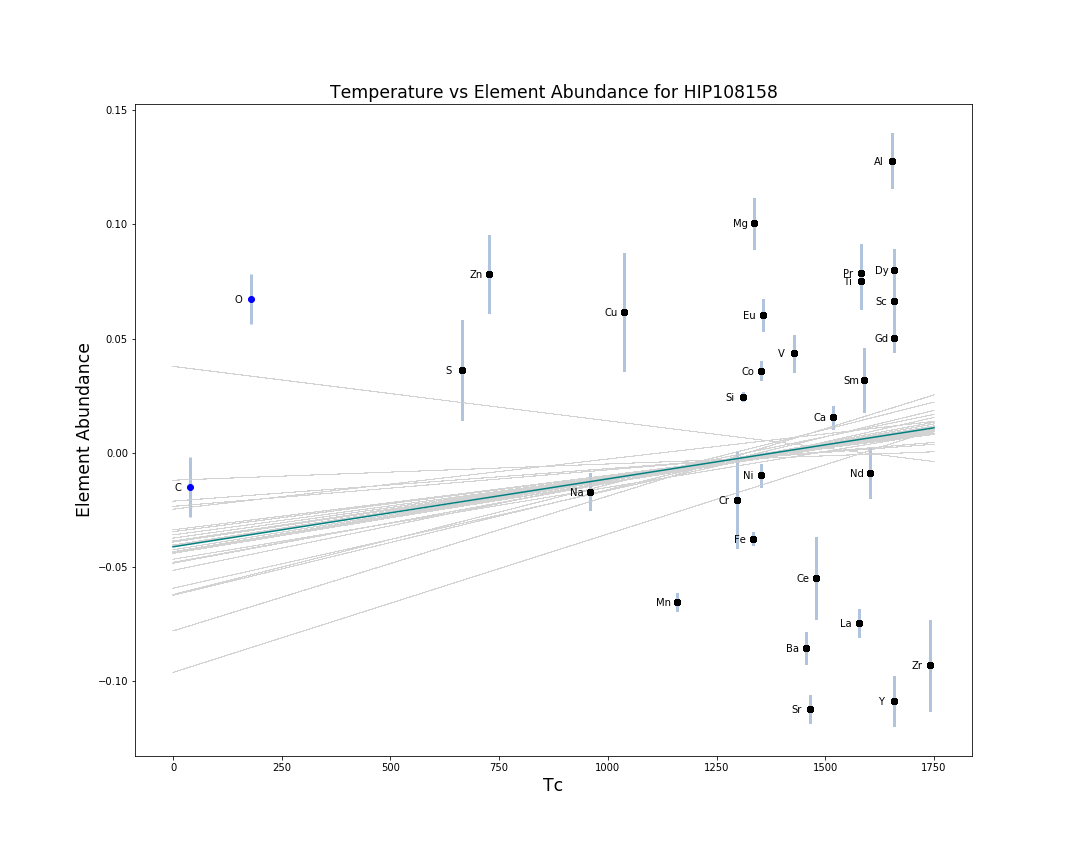 Temperature vs Element Abundance for HIP108158
0.15
Al
0.10
Mg
Pr
Dy
Zn
Ti
O
Sc
Cu
Eu
0.05
Gd
V
S
Co
Sm
Si
Ca
0.00
Ni
Nd
C
Na
Cr
Fe
−0.05
Ce
Mn
La
Ba
Zr
−0.10
Y
Sr
0
250
500
750
1000
1250
1500
1750
Tc
Element Abundance